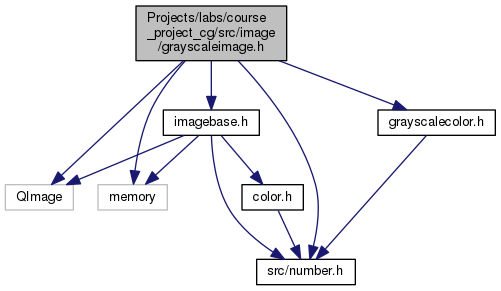 Projects/labs/course
_project_cg/src/image
/grayscaleimage.h
imagebase.h
grayscalecolor.h
QImage
memory
color.h
src/number.h